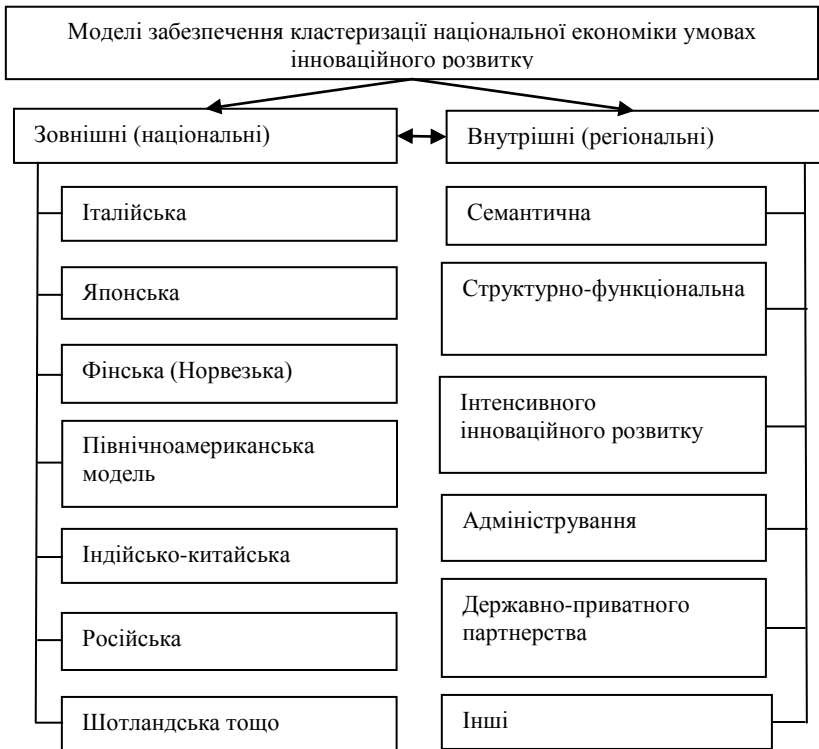 Моделі забезпечення кластеризації національної економіки умовах
інноваційного розвитку
Зовнішні (національні)
Внутрішні (регіональні)
Італійська
Японська
Фінська (Норвезька)
Північноамериканська
модель
Індійсько-китайська
Російська
Шотландська тощо
Семантична
Структурно-функціональна
Інтенсивного
інноваційного розвитку
Адміністрування
Державно-приватного
партнерства
Інші